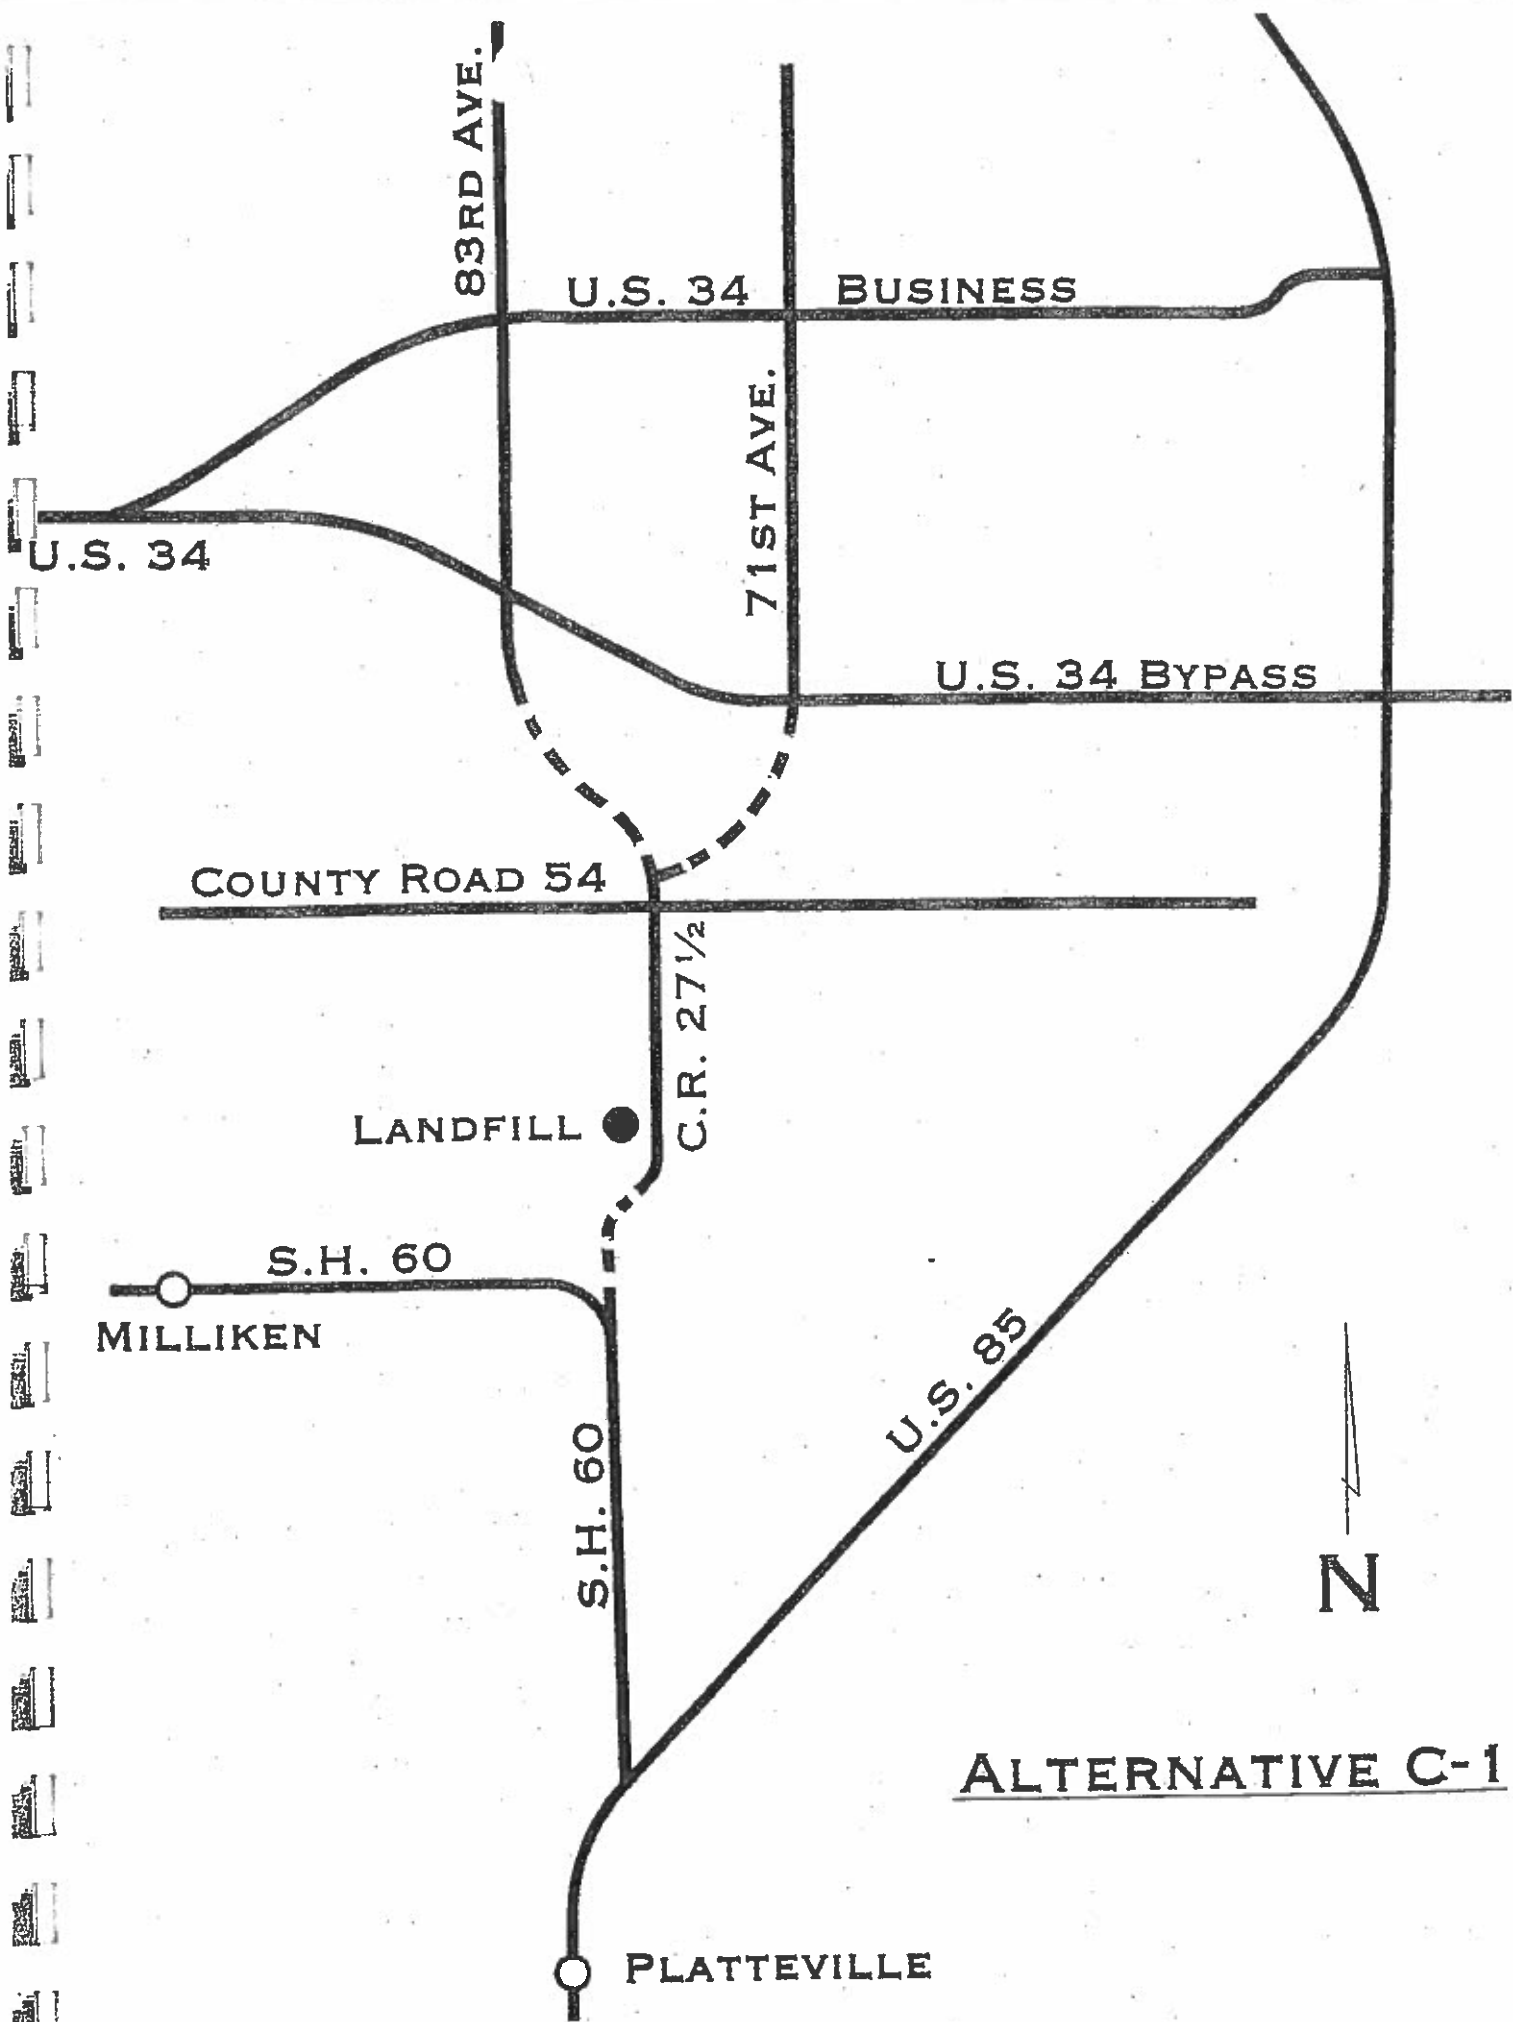 83RD AVE.
U.S. 34 BUSINESS
71ST AVE.
U.S. 34
U.S. 34 BYPASS
COUNTY ROAD 54
C.R. 27½
LANDFILL
S.H. 60
MILLIKEN
U.S. 85
S.H. 60
N
ALTERNATIVE C-1
PLATTEVILLE